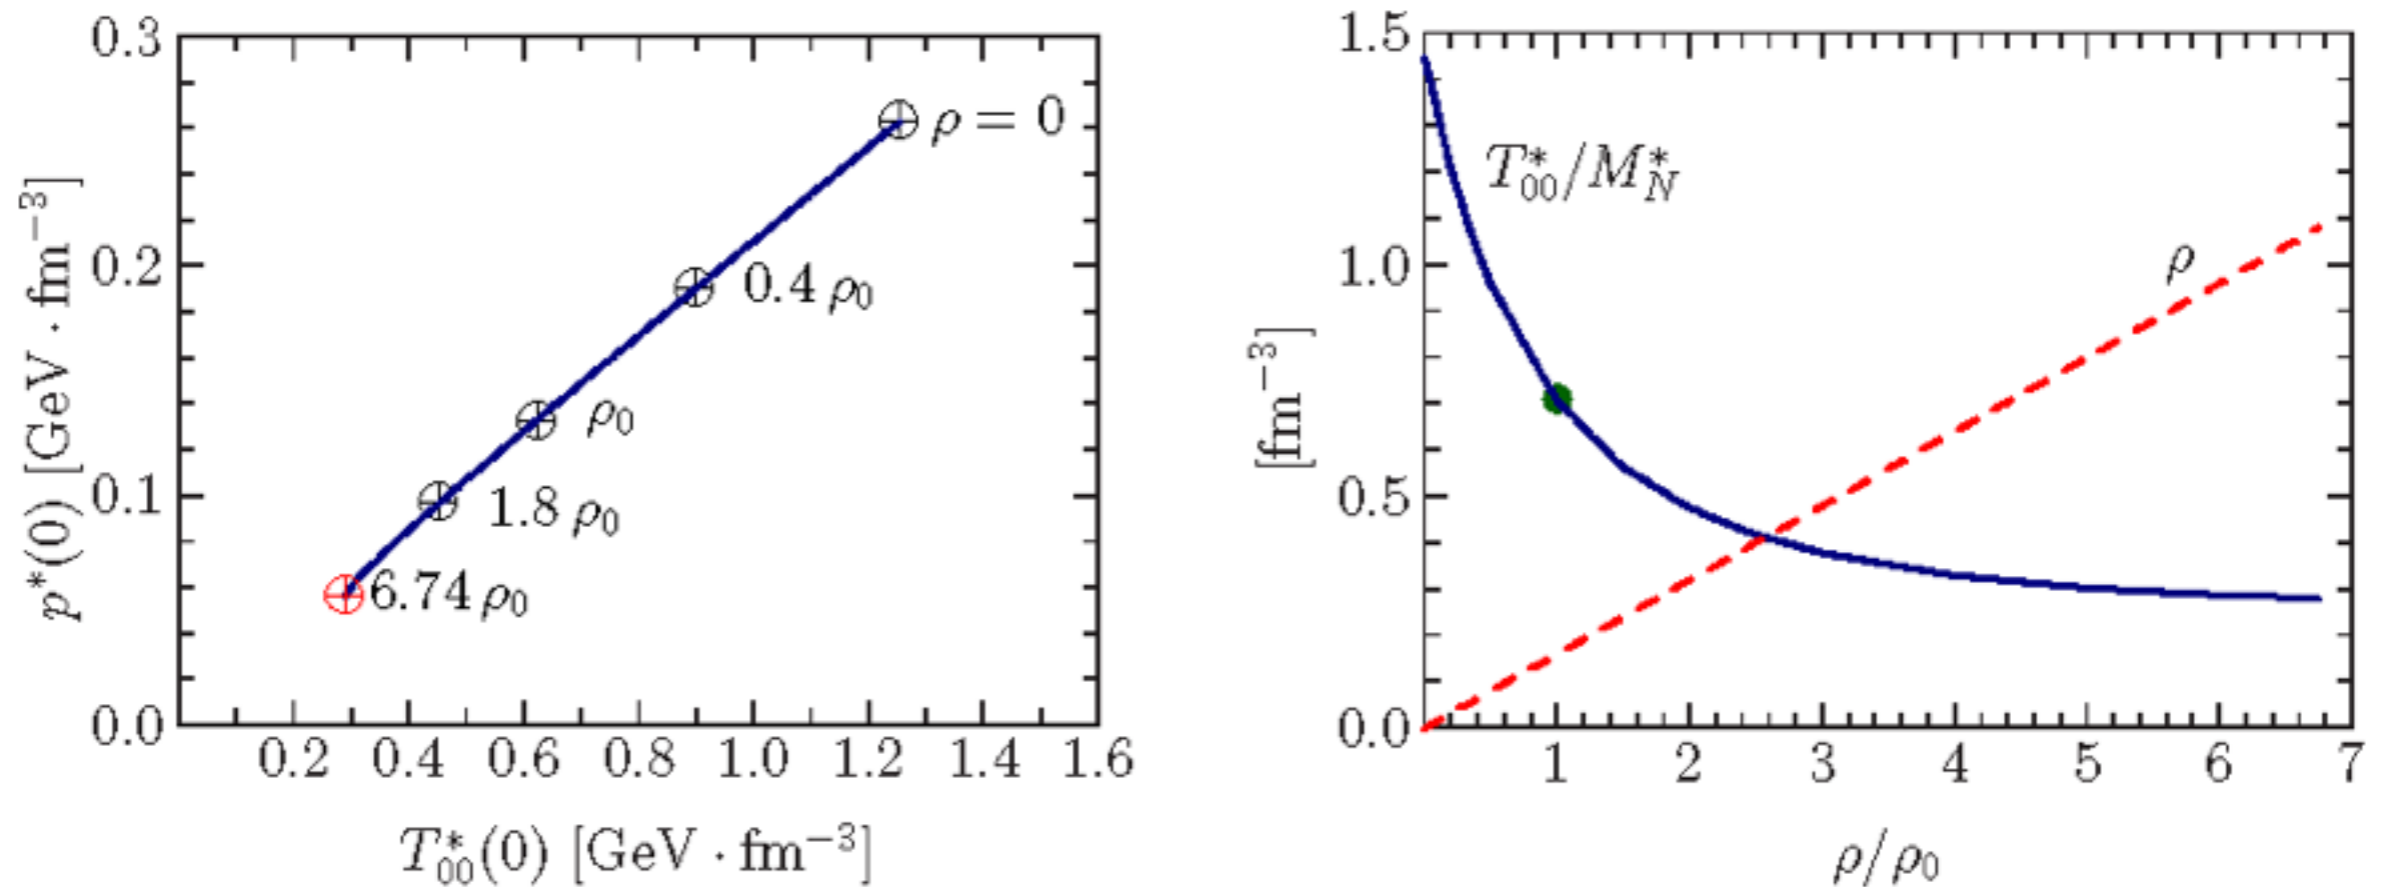 p*(0) [GeV · fm⁻³]
0.3
0.2
0.1
0.0
ρ = 0
0.4 ρ₀
ρ₀
1.8 ρ₀
6.74 ρ₀
0.2 0.4 0.6 0.8 1.0 1.2 1.4 1.6
T*₀₀(0) [GeV · fm⁻³]
[fm⁻³]
1.5
1.0
0.5
0.0
T*₀₀/M*_N
ρ
1 2 3 4 5 6 7
ρ/ρ₀